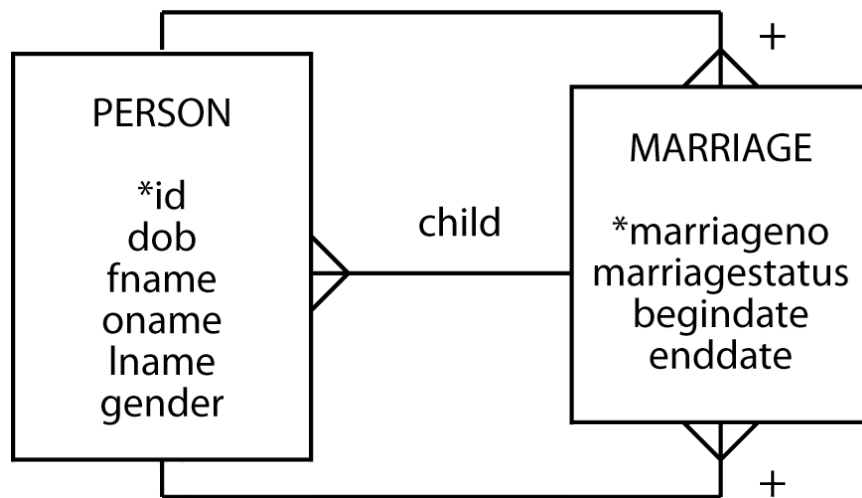 +
PERSON
*id
dob
fname
oname
lname
gender
child
MARRIAGE
*marriageno
marriagestatus
begindate
enddate
+